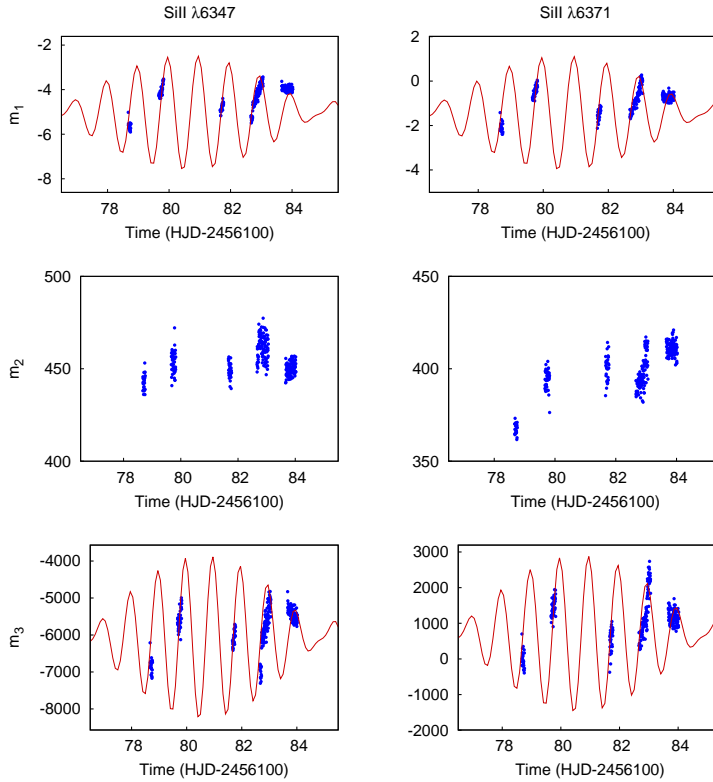 SiII λ6347
SiII λ6371
m1
-2
-4
-6
-8
78 80 82 84
Time (HJD-2456100)
2
0
-2
-4
78 80 82 84
Time (HJD-2456100)
m2
500
450
400
78 80 82 84
Time (HJD-2456100)
450
400
350
78 80 82 84
Time (HJD-2456100)
m3
-4000
-5000
-6000
-7000
-8000
78 80 82 84
Time (HJD-2456100)
3000
2000
1000
0
-1000
-2000
78 80 82 84
Time (HJD-2456100)